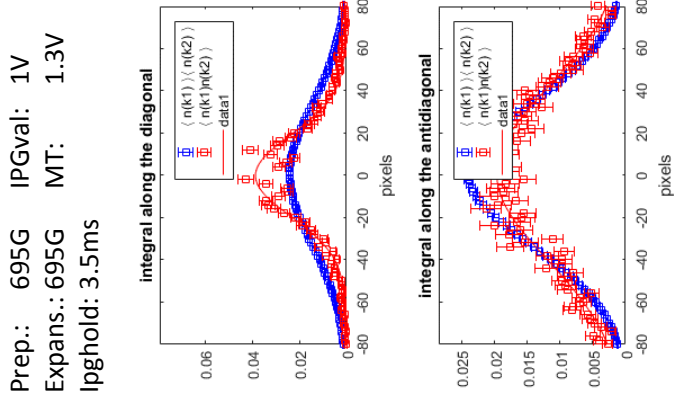 Prep.: 695G IPGval: 1V
Expans.: 695G MT: 1.3V
Ipghold: 3.5ms
integral along the diagonal
⟨ n(k1) ⟩⟨ n(k2) ⟩
⟨ n(k1)n(k2) ⟩
data1
0.06
0.04
0.02
0
-80 -60 -40 20 0 20 40 60 80
pixels
integral along the antidiagonal
⟨ n(k1) ⟩⟨ n(k2) ⟩
⟨ n(k1)n(k2) ⟩
data1
0.025
0.02
0.015
0.01
0.005
0
-80 -60 -40 20 0 20 40 60 80
pixels